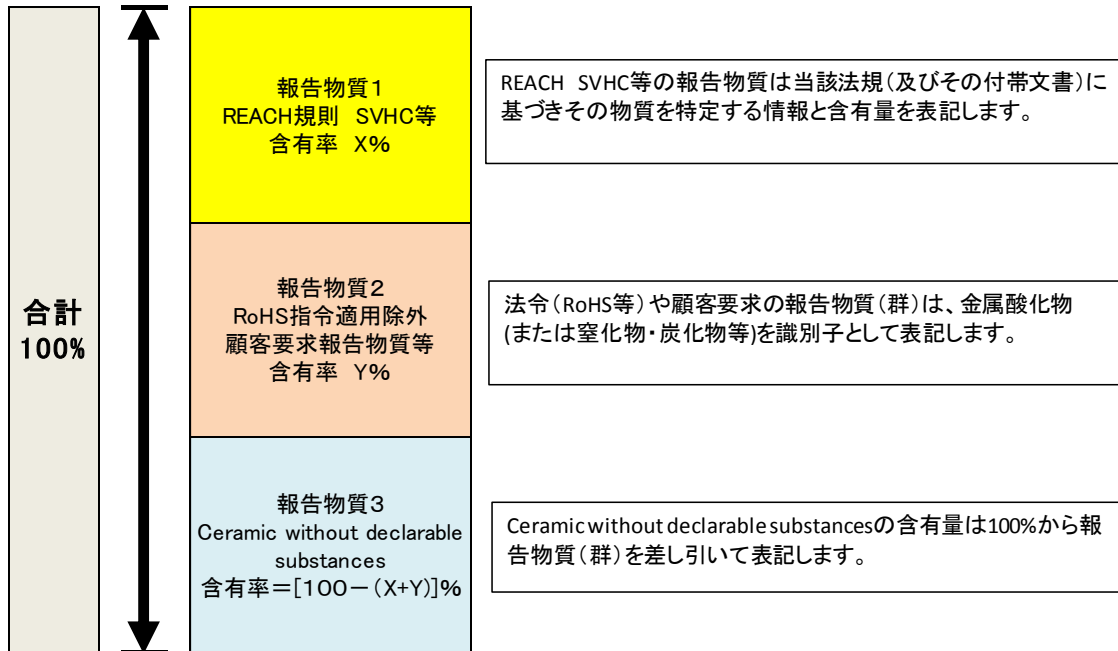 合計
100%
報告物質1
REACH規則 SVHC等
含有率 X%
REACH SVHC等の報告物質は当該法規(及びその付帯文書)に
基づきその物質を特定する情報と含有量を表記します。
報告物質2
RoHS指令適用除外
顧客要求報告物質等
含有率 Y%
法令(RoHS等)や顧客要求の報告物質(群)は、金属酸化物
(または窒化物・炭化物等)を識別子として表記します。
報告物質3
Ceramic without declarable
substances
含有率=[100-(X+Y)]%
Ceramic without declarable substancesの含有量は100%から報
告物質(群)を差し引いて表記します。